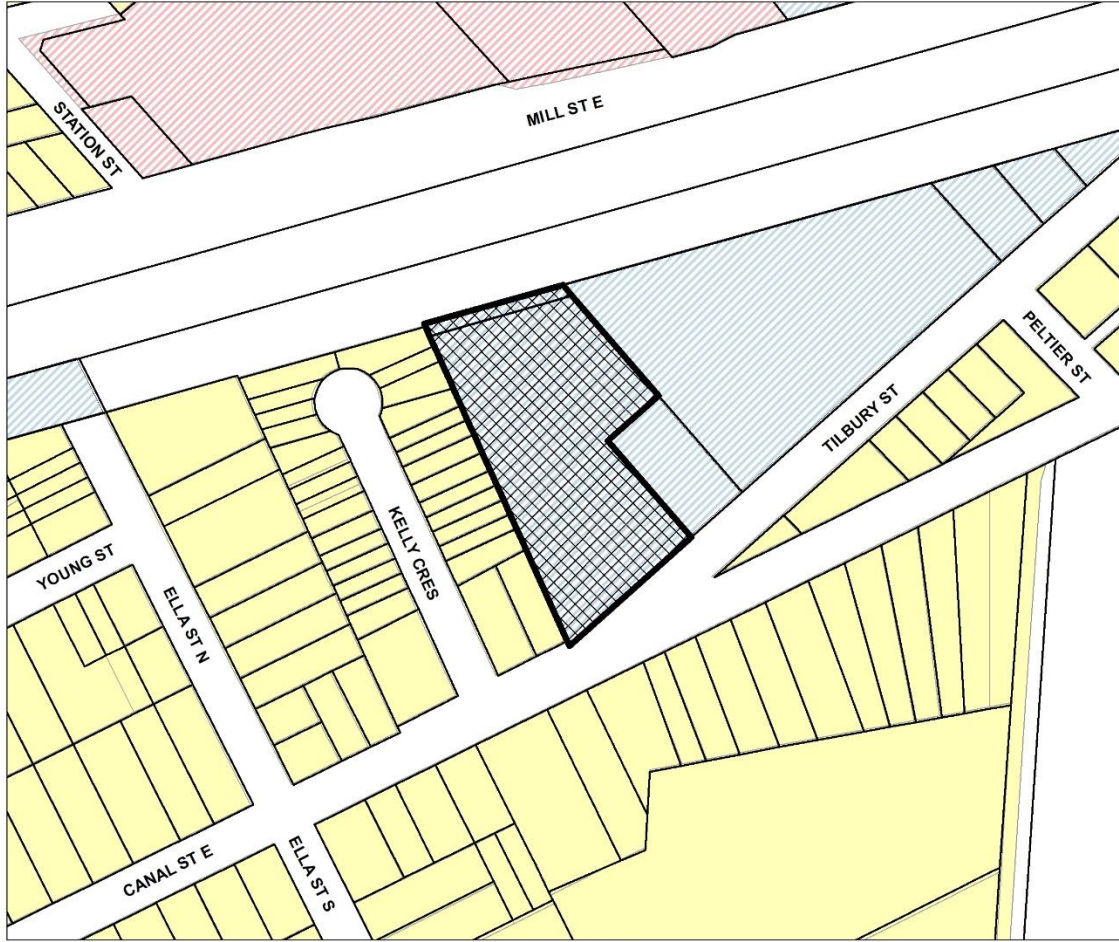 MILL ST E
STATION ST
PELTIER ST
TILBURY ST
KELLY CRES
YOUNG ST
ELLA ST N
CANAL ST E
ELLA ST S